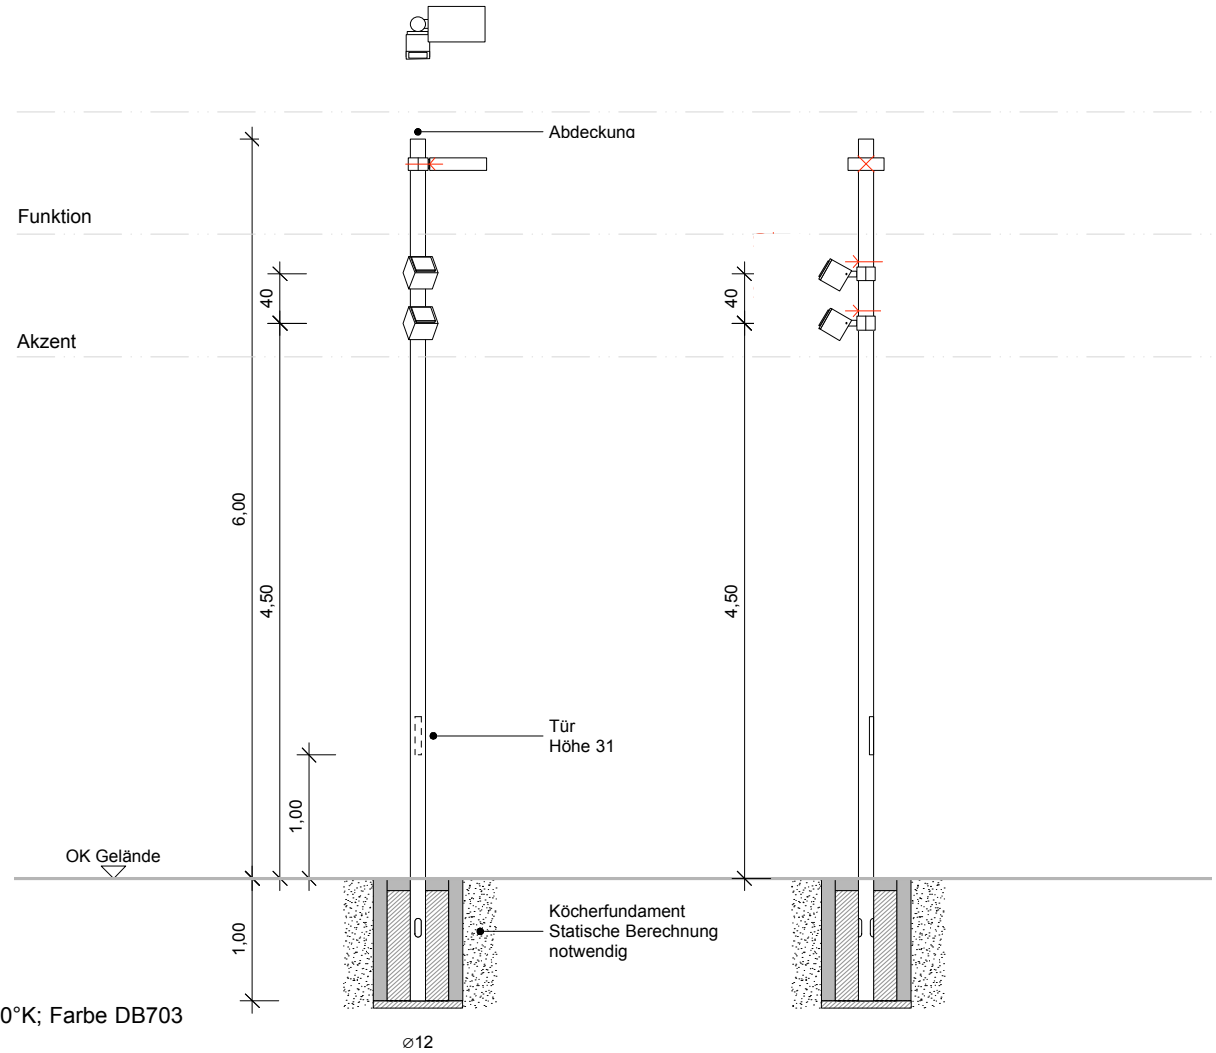 Abdeckung
Funktion
40
40
Akzent
6,00
4,50
4,50
Tür
Höhe 31
1,00
OK Gelände
Köcherfundament
Statische Berechnung
notwendig
1,00
0°K; Farbe DB703
⌀12